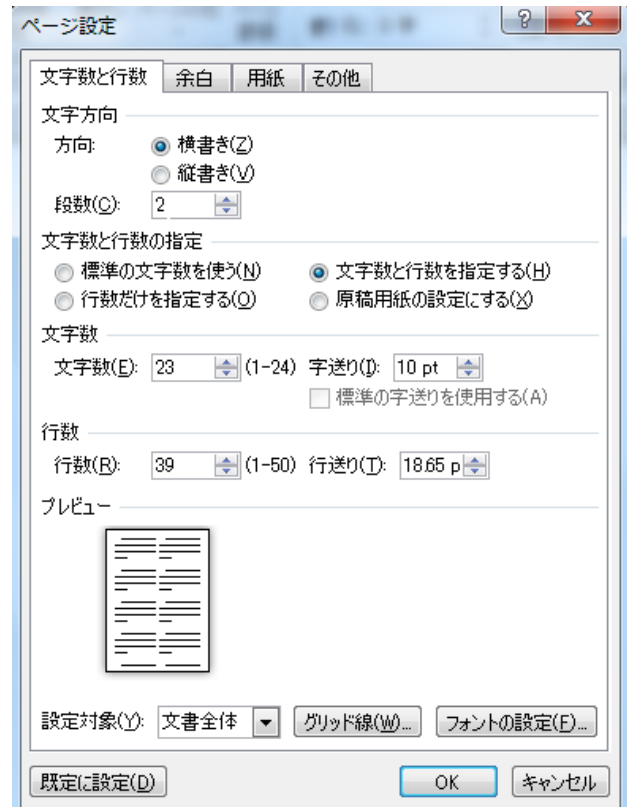 ページ設定
文字数と行数 余白 用紙 その他
文字方向
方向: 横書き(Z)
縦書き(V)
段数(C): 2
文字数と行数の指定
標準の文字数を使う(N) 文字数と行数を指定する(H)
行数だけを指定する(O) 原稿用紙の設定にする(X)
文字数
文字数(E): 23 (1-24) 字送り(I): 10 pt
標準の字送りを使用する(A)
行数
行数(R): 39 (1-50) 行送り(T): 18.65 p
プレビュー
設定対象(Y): 文書全体 グリッド線(W)... フォントの設定(F)...
既定に設定(D) OK キャンセル